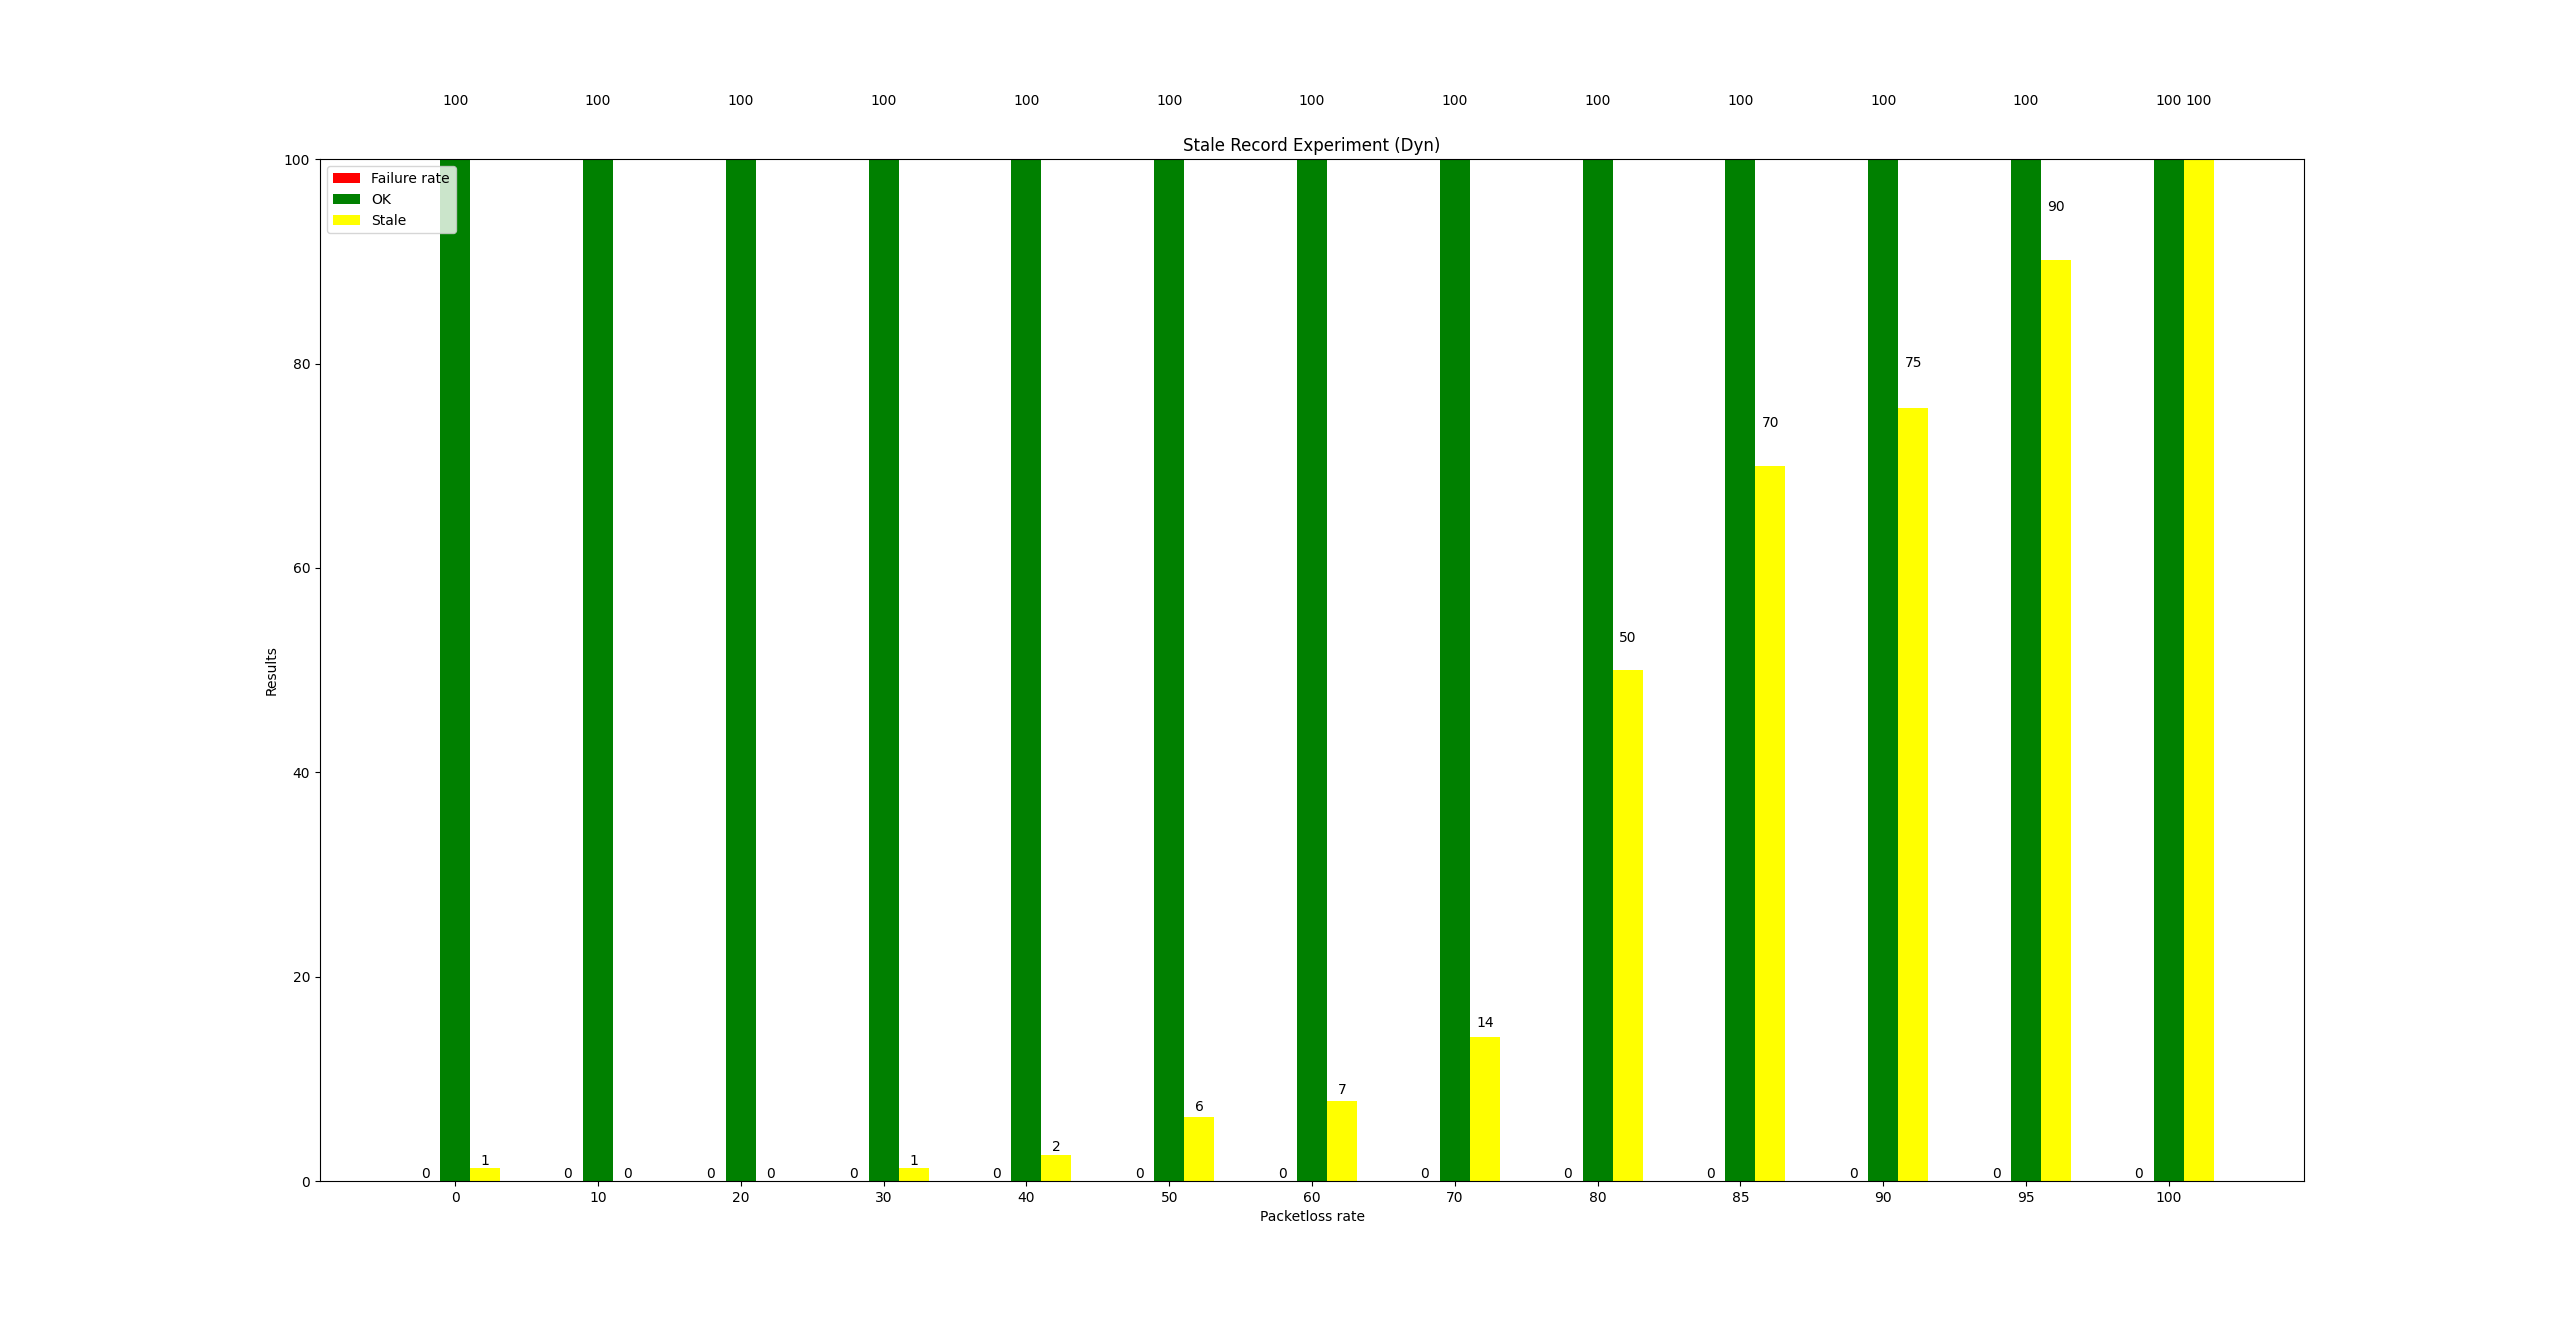 100 100 100 100 100 100 100 100 100 100 100 100 100 100
Stale Record Experiment (Dyn)
100
Failure rate
OK
Stale
90
80
75
70
60
50
Results
40
20
14
7
6
2
1 1
0 0 0 0 0 0 0 0 0 0 0 0 0 0 0
0
0 10 20 30 40 50 60 70 80 85 90 95 100
Packetloss rate